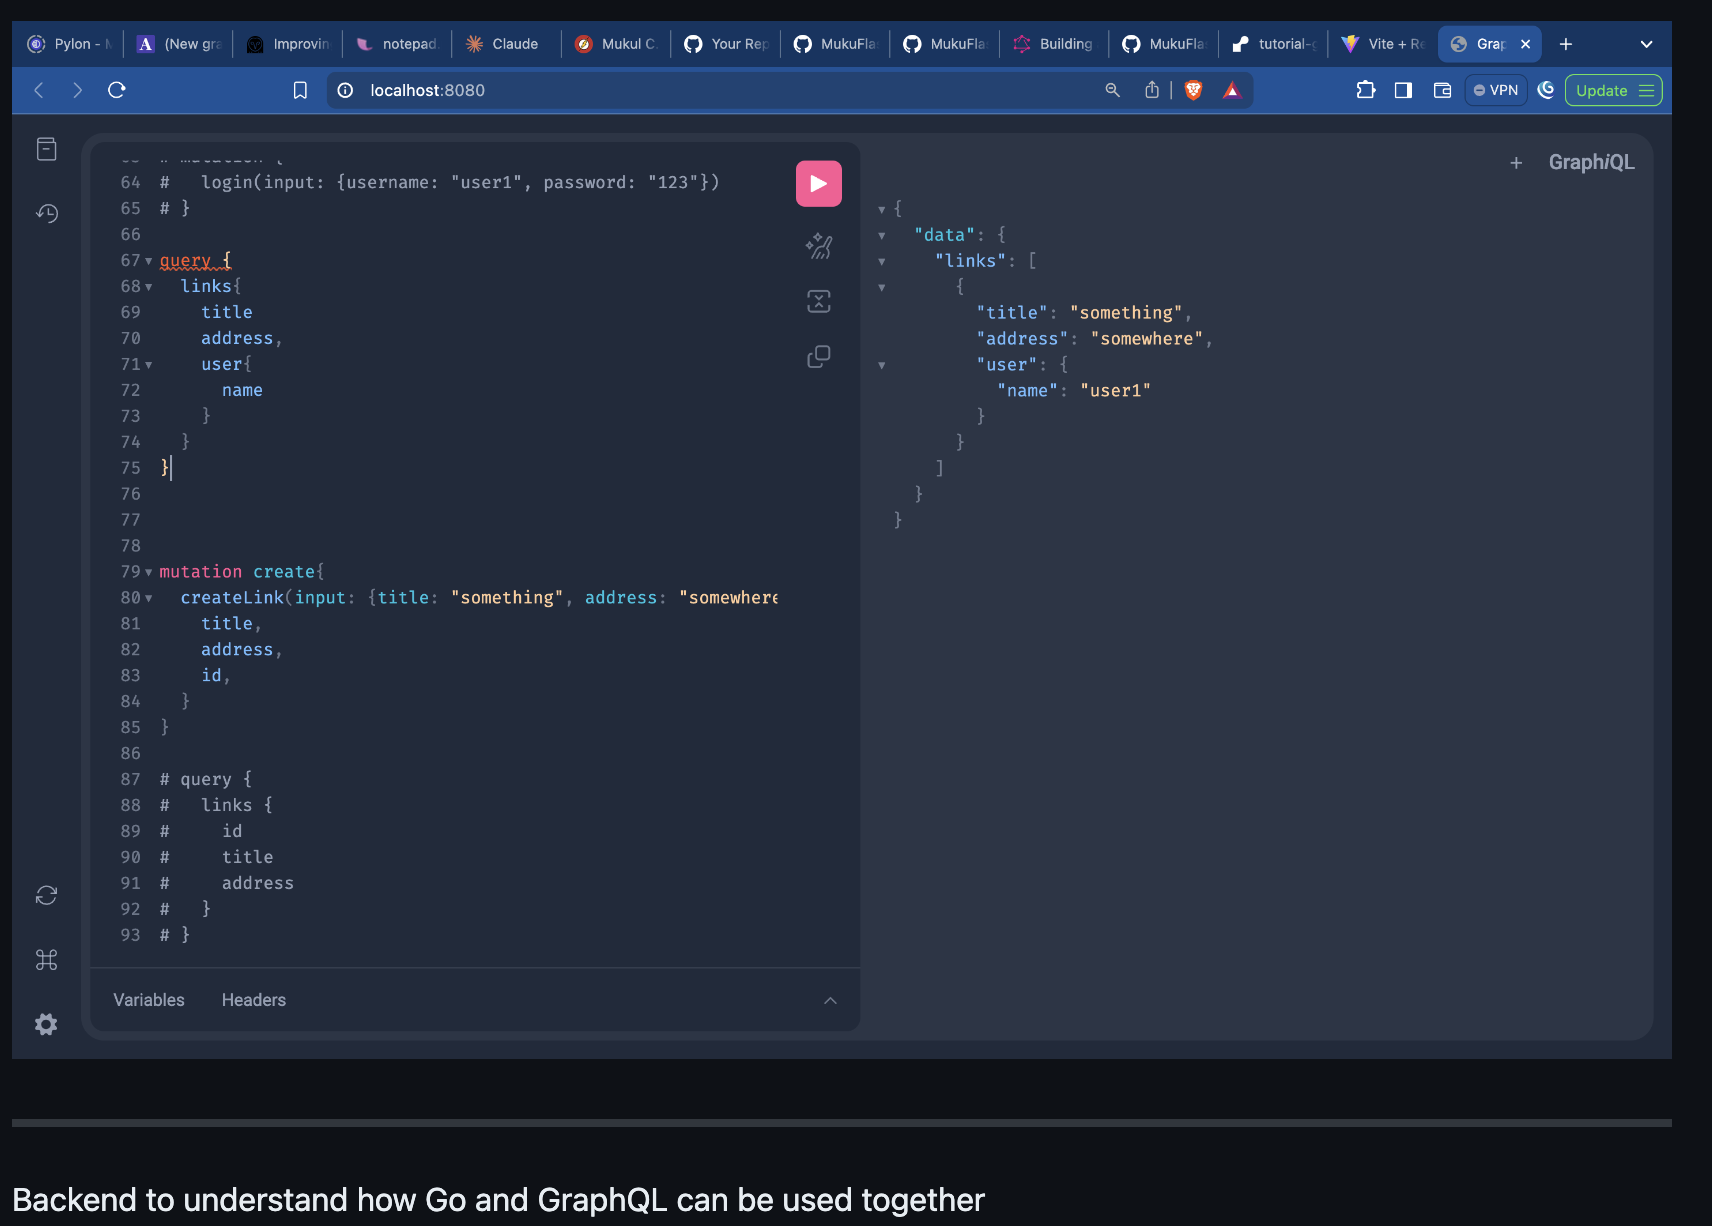 Pylon -
(New gra
Improvin
notepad.
Claude
Mukul C
Your Rep
MukuFla
MukuFla
Building
MukuFla
tutorial-g
Vite + Re
Grap
localhost:8080
VPN
Update
64 #   login(input: {username: "user1", password: "123"})
65 # }
66
67 query {
68   links{
69     title
70     address,
71     user{
72       name
73     }
74   }
75 }
76
77
78
79 mutation create{
80   createLink(input: {title: "something", address: "somewhere
81     title,
82     address,
83     id,
84   }
85 }
86
87 # query {
88 #   links {
89 #     id
90 #     title
91 #     address
92 #   }
93 # }
Variables Headers
+ GraphiQL
{
  "data": {
    "links": [
      {
        "title": "something",
        "address": "somewhere",
        "user": {
          "name": "user1"
        }
      }
    ]
  }
}
Backend to understand how Go and GraphQL can be used together